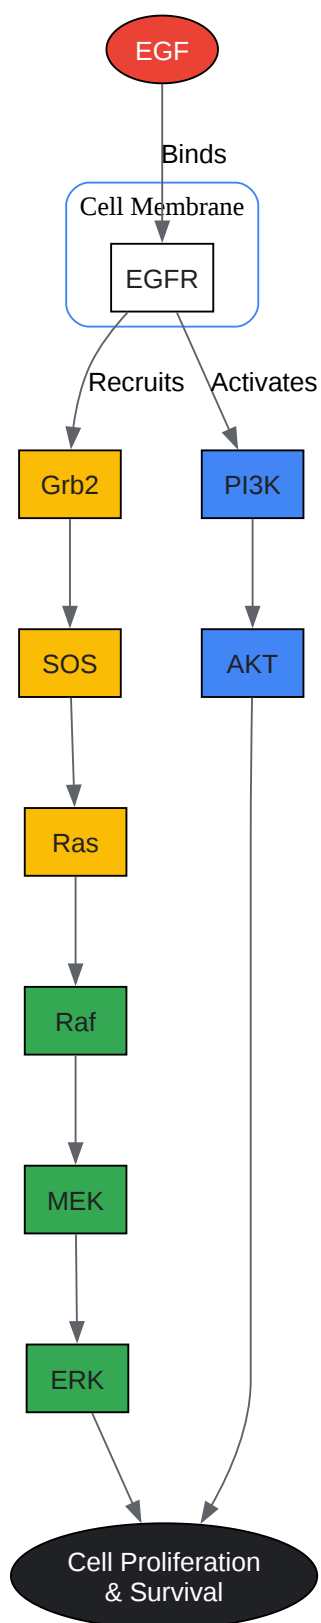 EGF
Binds
Cell Membrane
EGFR
Recruits
Activates
Grb2
PI3K
SOS
AKT
Ras
Raf
MEK
ERK
Cell Proliferation
& Survival